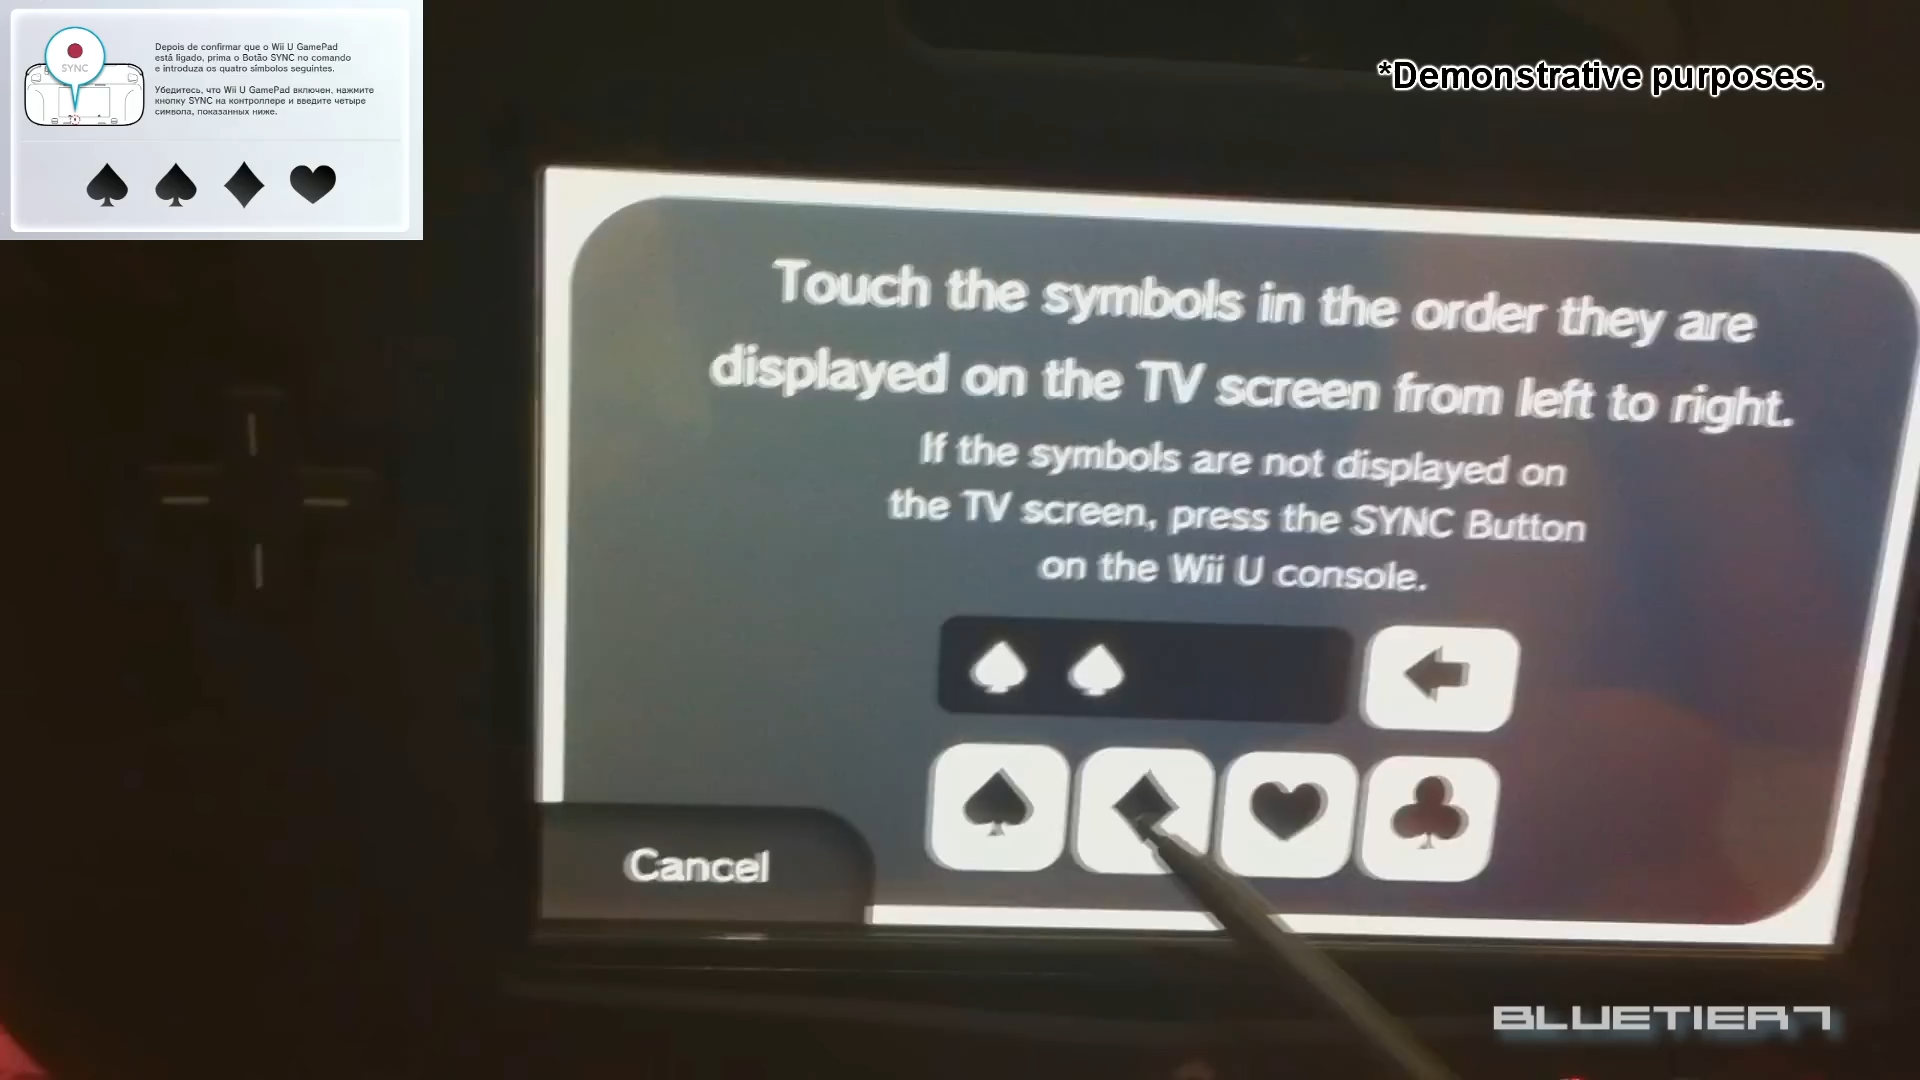 SYNC
Depois de confirmar que o Wii U GamePad
está ligado, prima o Botão SYNC no comando
e introduza os quatro símbolos seguintes.
Убедитесь, что Wii U GamePad включен, нажмите
кнопку SYNC на контроллере и введите четыре
символа, показанных ниже.
*Demonstrative purposes.
Touch the symbols in the order they are
displayed on the TV screen from left to right.
If the symbols are not displayed on
the TV screen, press the SYNC Button
on the Wii U console.
Cancel
BLUETIER7